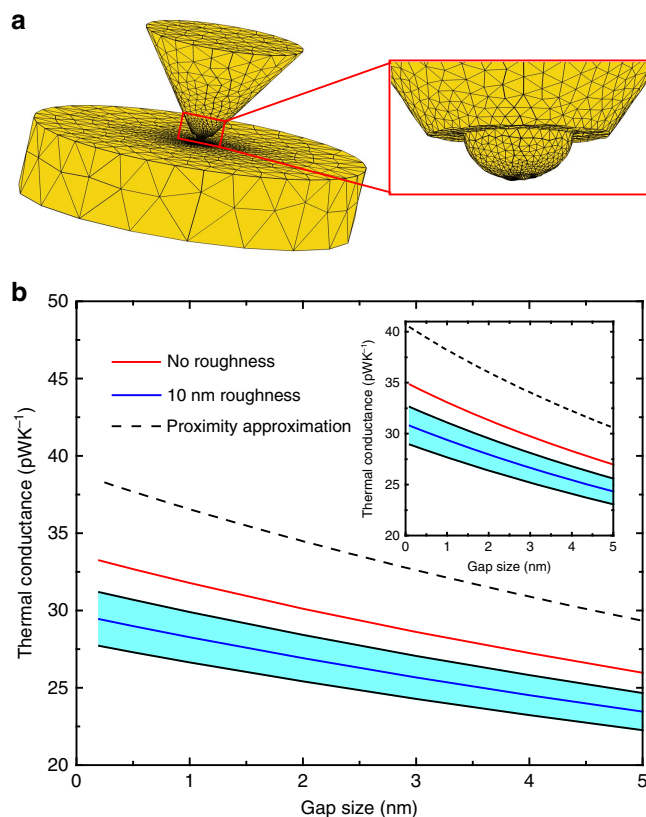 a
b
50
45
40
35
30
25
20
Thermal conductance (pWK⁻¹)
No roughness
10 nm roughness
Proximity approximation
0
1
2
3
4
5
Gap size (nm)
40
35
30
25
20
Thermal conductance (pWK⁻¹)
0
1
2
3
4
5
Gap size (nm)